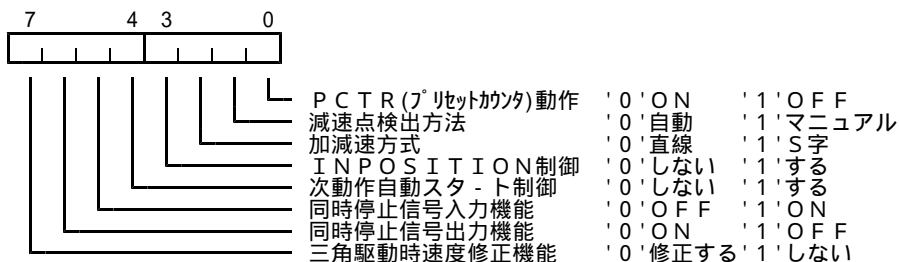 7 4 3 0
ＰＣＴＲ(ﾌﾟﾘｾｯﾄｶｳﾝﾀ)動作 '０'ＯＮ '１'ＯＦＦ
減速点検出方法 '０'自動 '１'マニュアル
加減速方式 '０'直線 '１'Ｓ字
ＩＮＰＯＳＩＴＩＯＮ制御 '０'しない '１'する
次動作自動スタ-ト制御 '０'しない '１'する
同時停止信号入力機能 '０'ＯＦＦ '１'ＯＮ
同時停止信号出力機能 '０'ＯＮ '１'ＯＦＦ
三角駆動時速度修正機能 '０'修正する'１'しない